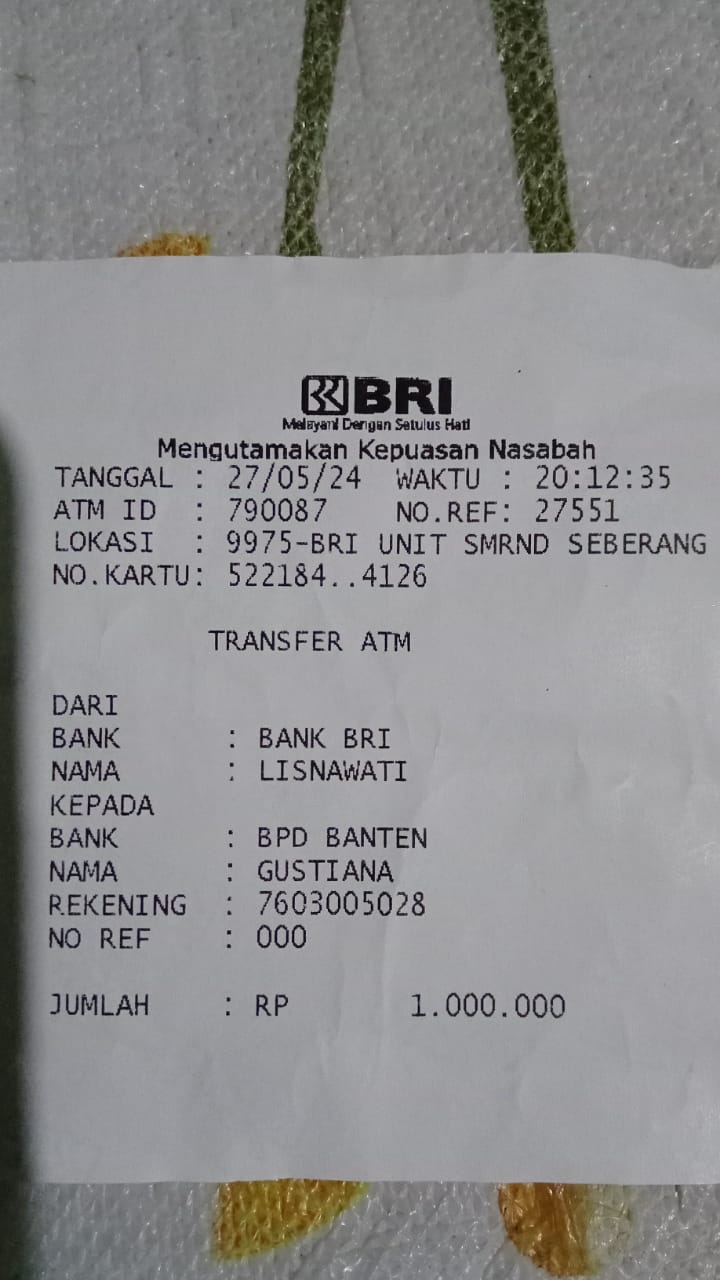 BRI
Melayani Dengan Setulus Hati
Mengutamakan Kepuasan Nasabah
TANGGAL : 27/05/24 WAKTU : 20:12:35
ATM ID : 790087 NO.REF: 27551
LOKASI : 9975-BRI UNIT SMRND SEBERANG
NO.KARTU: 522184..4126
TRANSFER ATM
DARI
BANK : BANK BRI
NAMA : LISNAWATI
KEPADA
BANK : BPD BANTEN
NAMA : GUSTIANA
REKENING : 7603005028
NO REF : 000
JUMLAH : RP 1.000.000